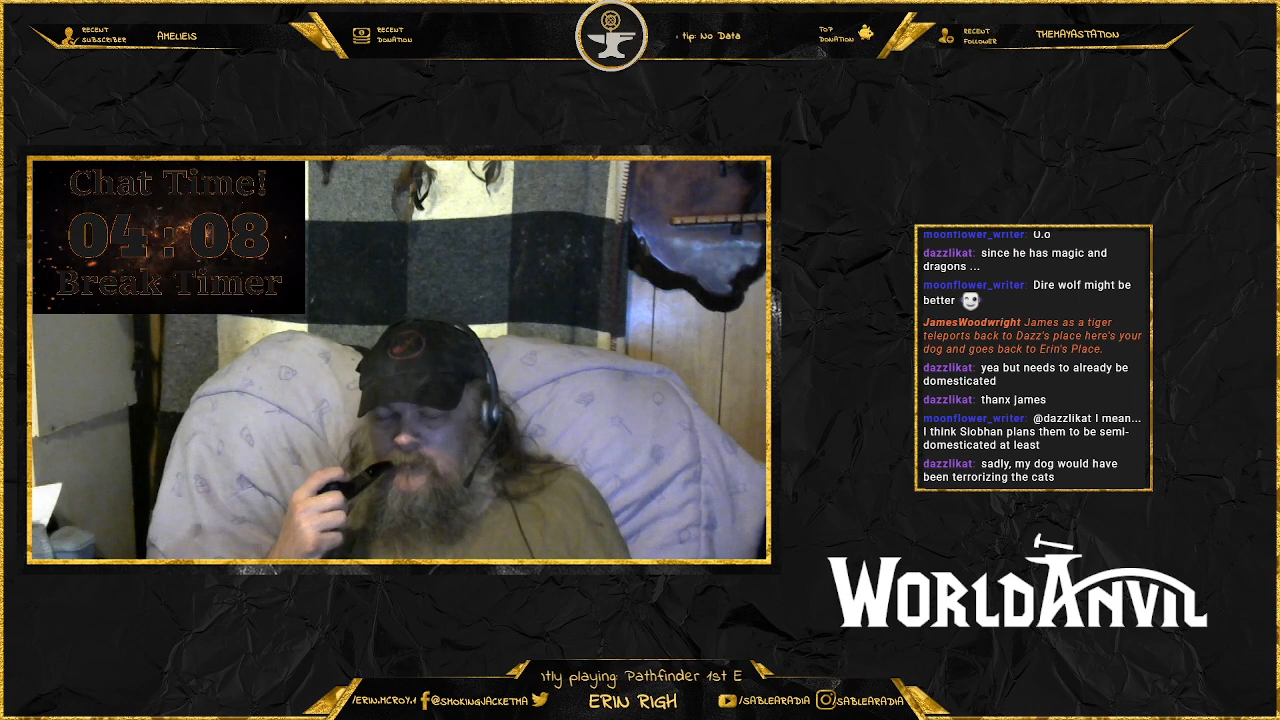 RECENT
SUBSCRIBER
AMELIEIS
RECENT
DONATION
tip: No Data
TOP
DONATION
RECENT
FOLLOWER
THEMAYASTATION
Chat Time!
04:08
Break Timer
moonflower_writer: O.o
dazzlikat: since he has magic and
dragons ...
moonflower_writer: Dire wolf might be
better
JamesWoodwright James as a tiger
teleports back to Dazz's place here's your
dog and goes back to Erin's Place.
dazzlikat: yea but needs to already be
domesticated
dazzlikat: thanx james
moonflower_writer: @dazzlikat I mean...
I think Siobhan plans them to be semi-
domesticated at least
dazzlikat: sadly, my dog would have
been terrorizing the cats
WORLDANVIL
tly playing: Pathfinder 1st E
/ERIN.MCROY.1
@SMOKINGJACKETMA
ERIN RIGH
/SABLEARADIA
/SABLEARADIA